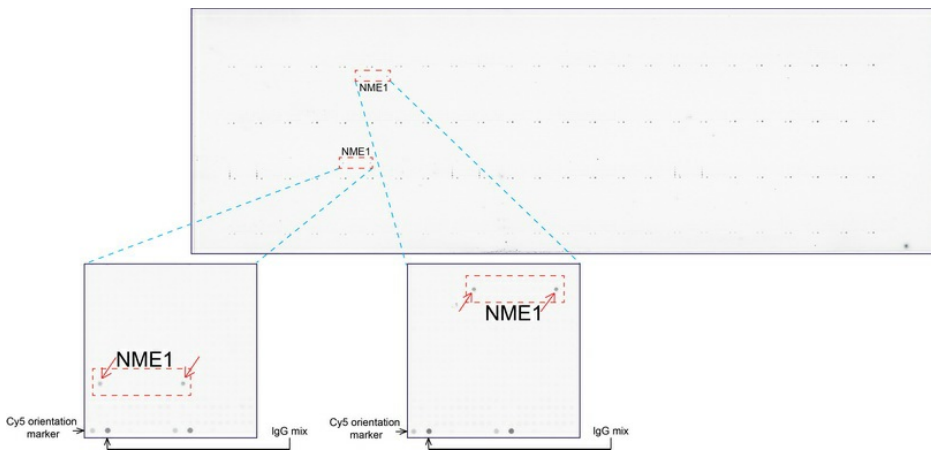 NME1
NME1
NME1
NME1
Cy5 orientation
marker
IgG mix
Cy5 orientation
marker
IgG mix